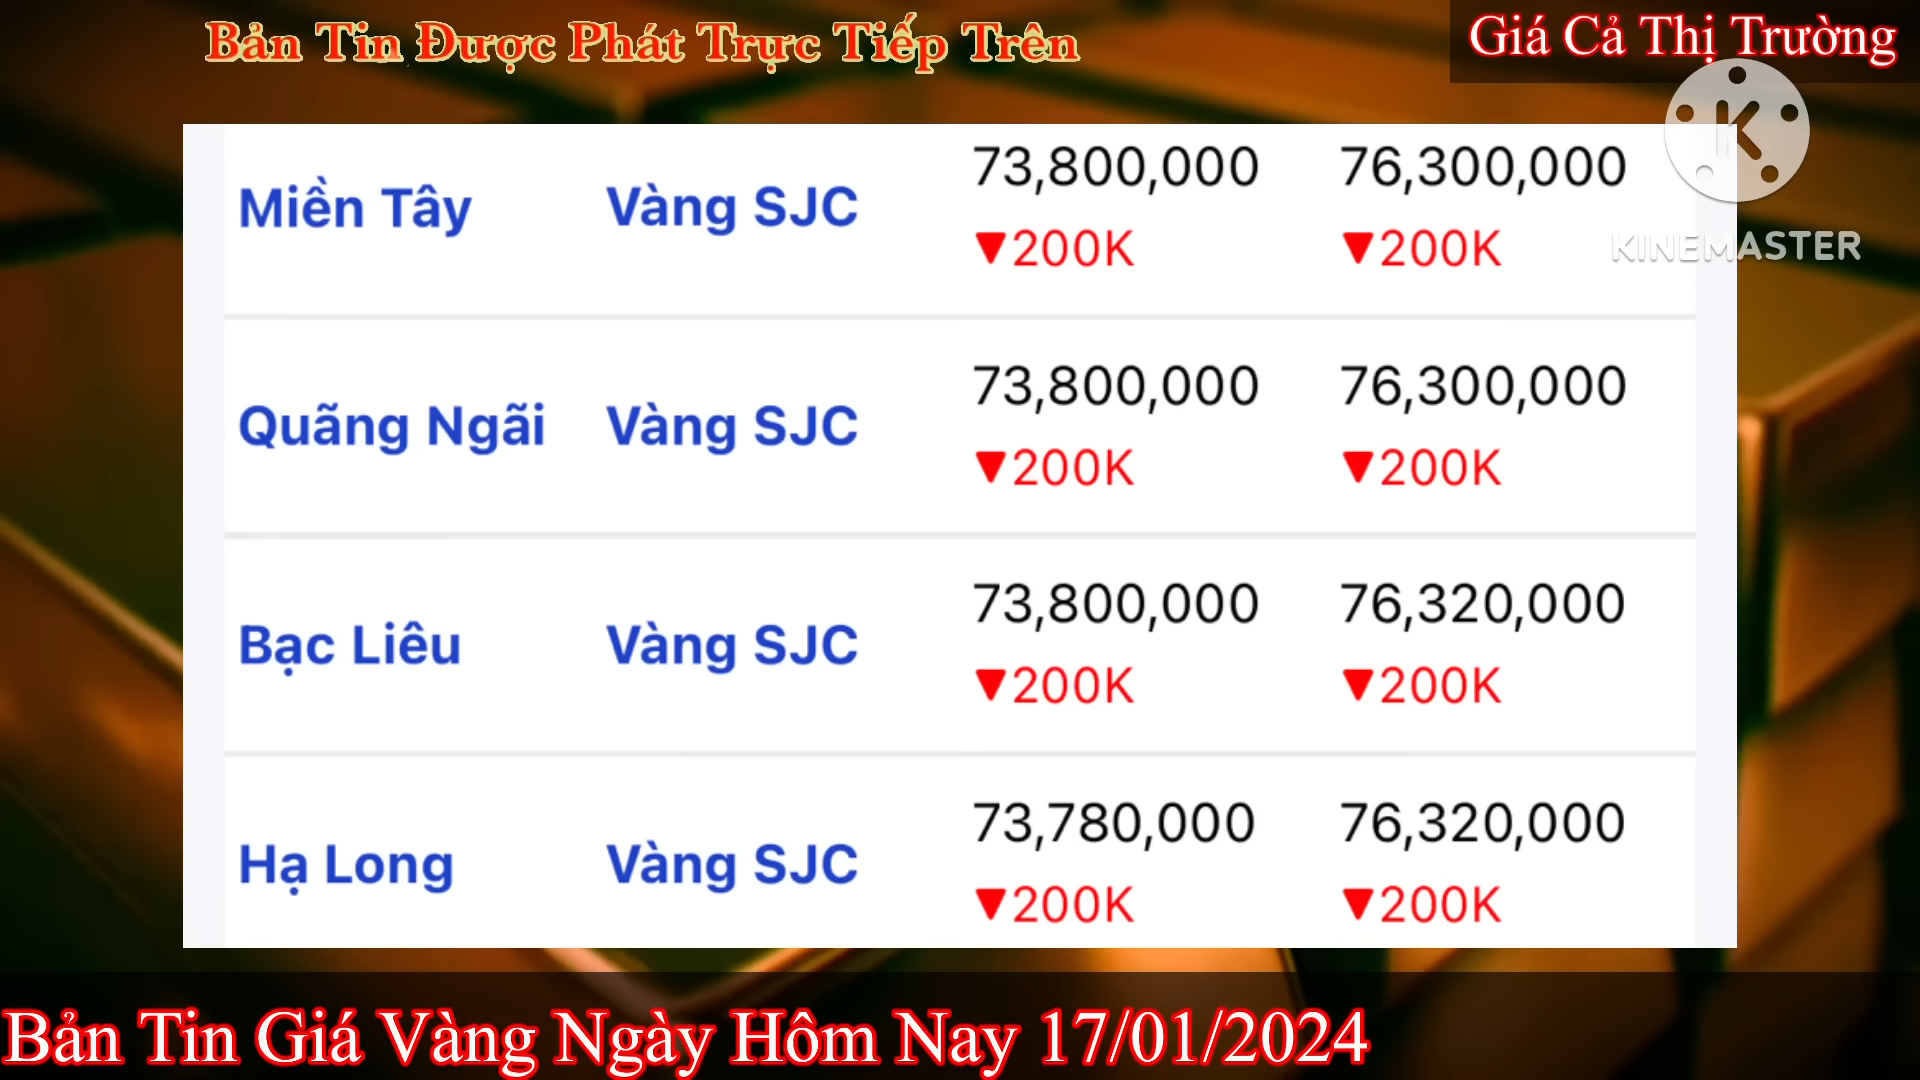 Bản Tin Được Phát Trực Tiếp Trên
Giá Cả Thị Trường
K
KINEMASTER
Miền Tây Vàng SJC 73,800,000 76,300,000
▼200K ▼200K
Quãng Ngãi Vàng SJC 73,800,000 76,300,000
▼200K ▼200K
Bạc Liêu Vàng SJC 73,800,000 76,320,000
▼200K ▼200K
Hạ Long Vàng SJC 73,780,000 76,320,000
▼200K ▼200K
Bản Tin Giá Vàng Ngày Hôm Nay 17/01/2024